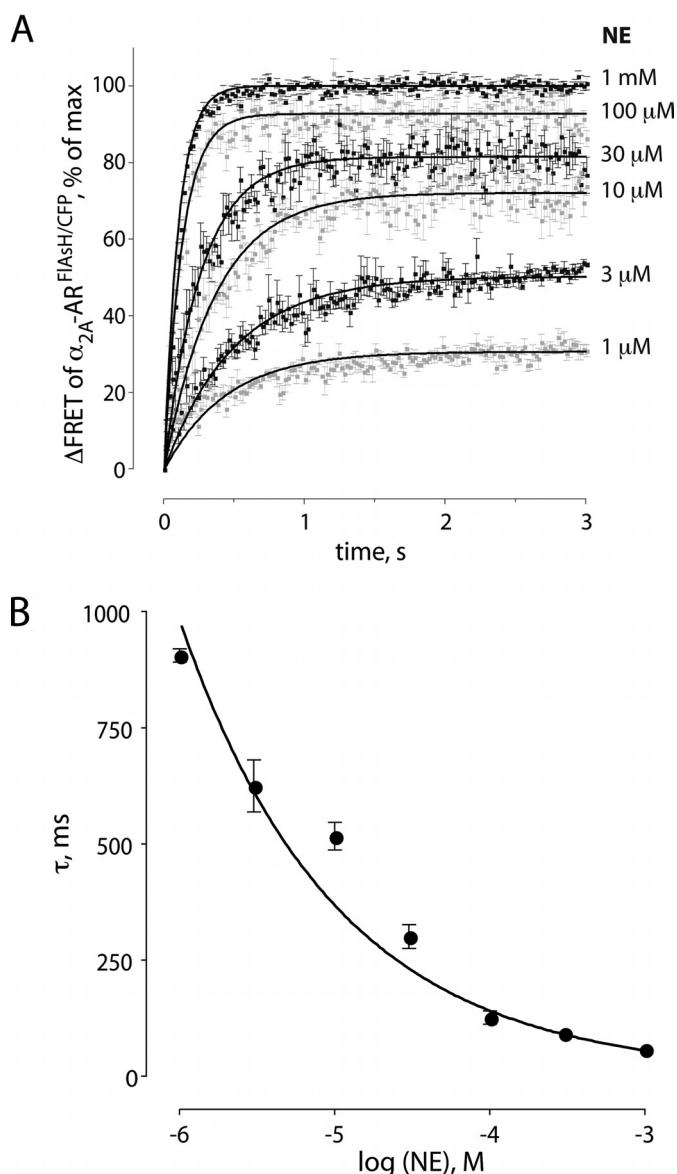 A
NE
1 mM
100 μM
30 μM
10 μM
3 μM
1 μM
ΔFRET of α2A-AR^FlAsH/CFP, % of max
100
80
60
40
20
0
0 1 2 3
time, s
B
1000
750
500
250
0
τ, ms
-6 -5 -4 -3
log (NE), M